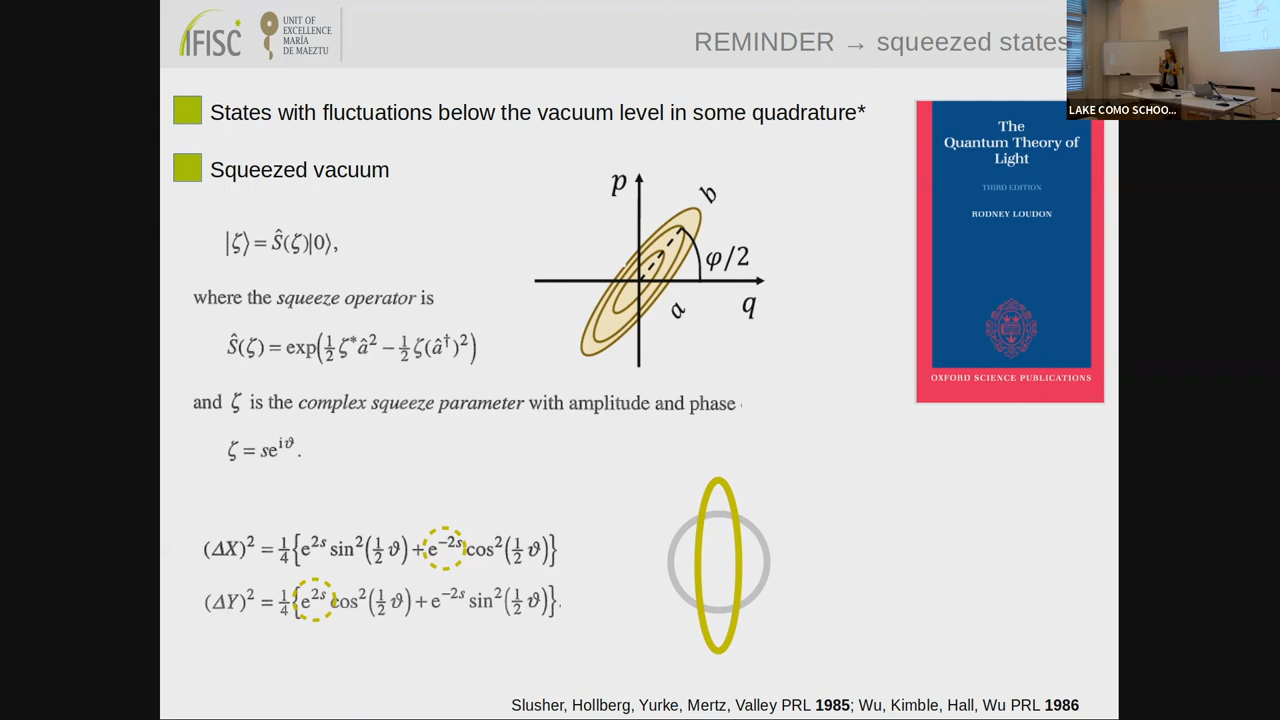 IFISC
UNIT OF
EXCELLENCE
MARÍA
DE MAEZTU
REMINDER → squeezed states
LAKE COMO SCHOO...
States with fluctuations below the vacuum level in some quadrature*
Squeezed vacuum
|ζ⟩ = Ŝ(ζ)|0⟩,
where the squeeze operator is
Ŝ(ζ) = exp(½ ζ*â² − ½ ζ(â†)²)
and ζ is the complex squeeze parameter with amplitude and phase
ζ = se^{iϑ}.
p
b
φ/2
a
q
The
Quantum Theory of
Light
THIRD EDITION
RODNEY LOUDON
OXFORD SCIENCE PUBLICATIONS
(ΔX)² = ¼{e^{2s} sin²(½ ϑ) + e^{−2s} cos²(½ ϑ)}
(ΔY)² = ¼{e^{2s} cos²(½ ϑ) + e^{−2s} sin²(½ ϑ)}.
Slusher, Hollberg, Yurke, Mertz, Valley PRL 1985; Wu, Kimble, Hall, Wu PRL 1986